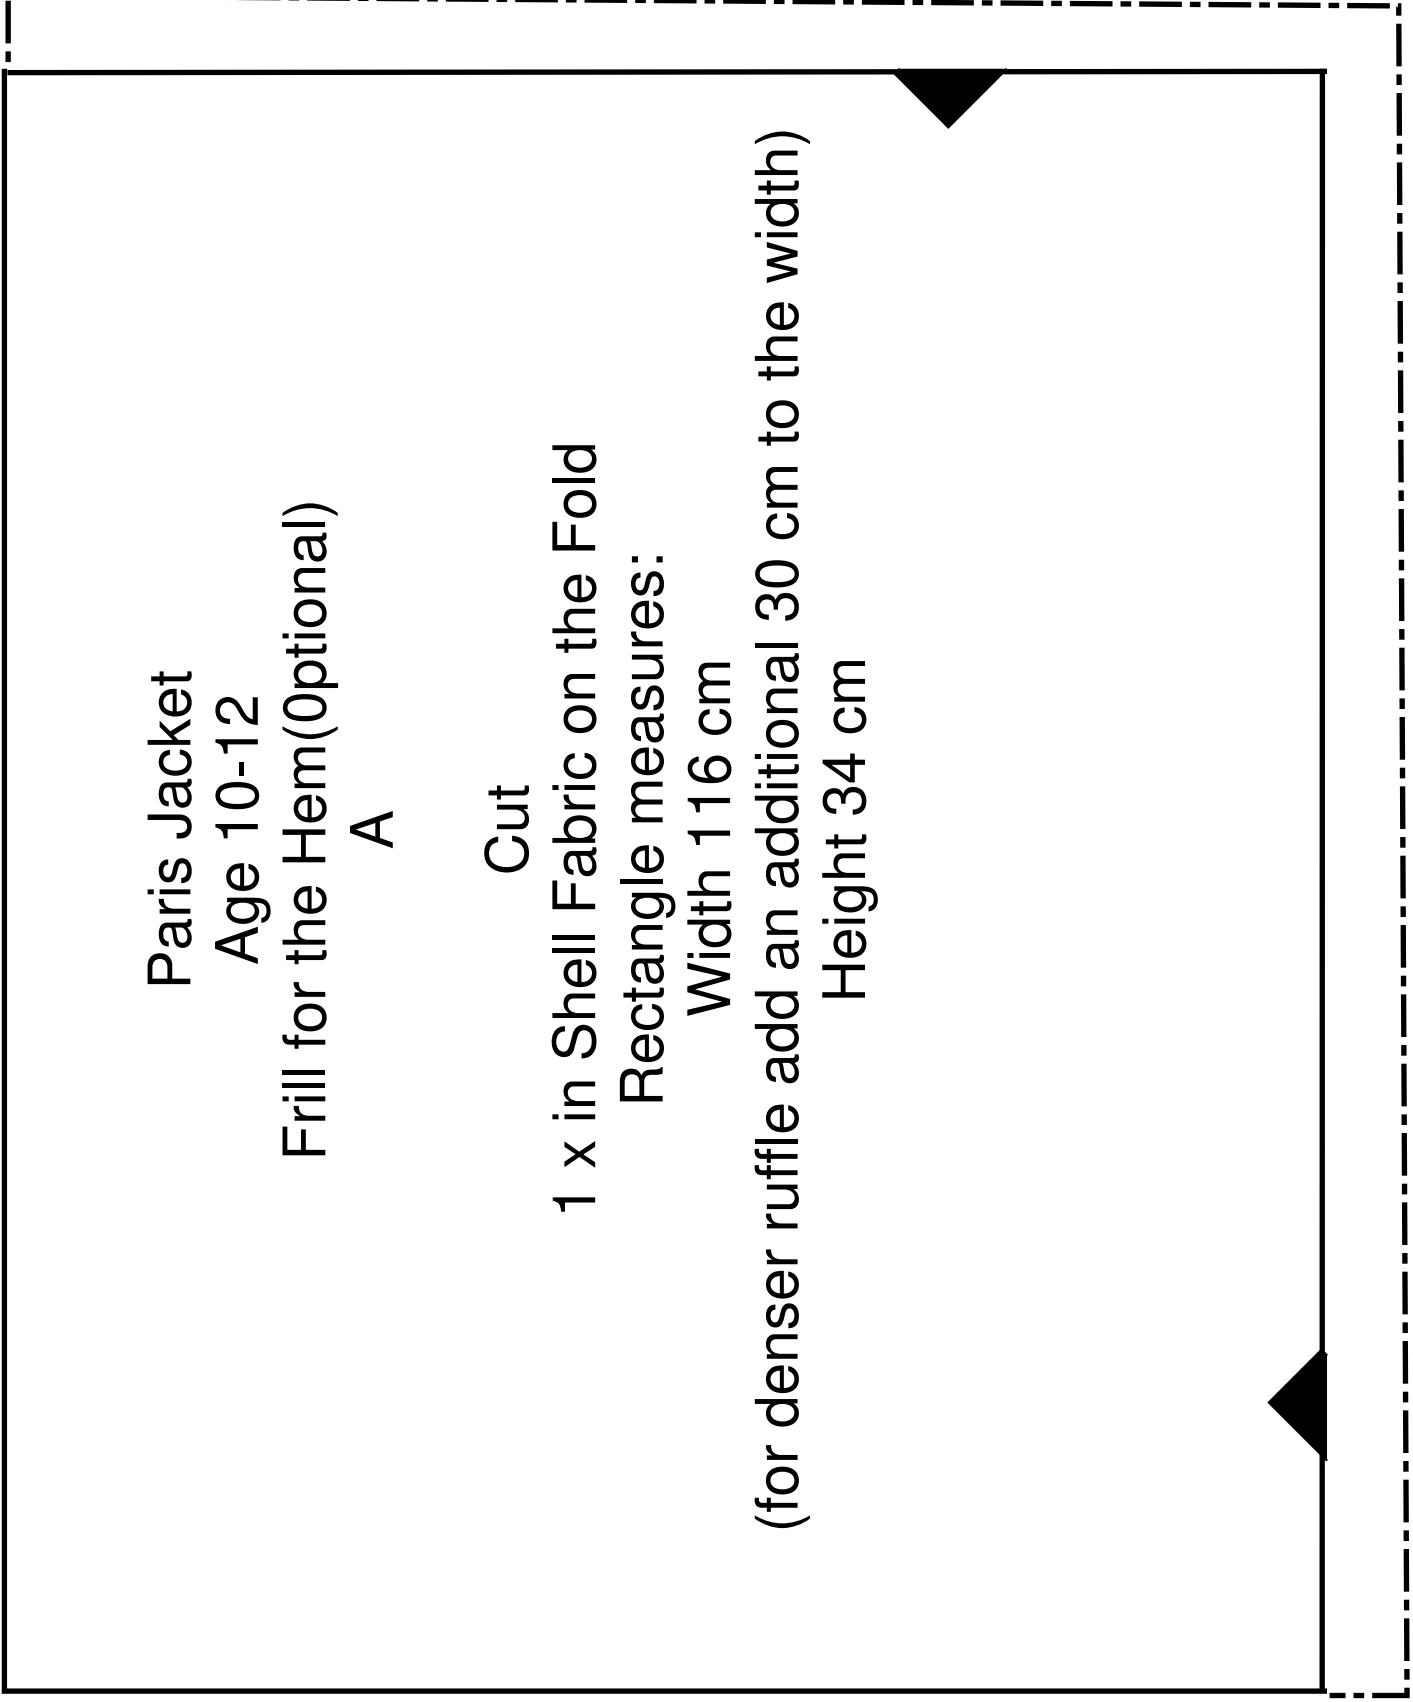 Paris Jacket
Age 10-12
Frill for the Hem(0ptional)
A
Cut
1 x in Shell Fabric on the Fold
Rectangle measures:
Width 116 cm
(for denser ruffle add an additional 30 cm to the width)
Height 34 cm